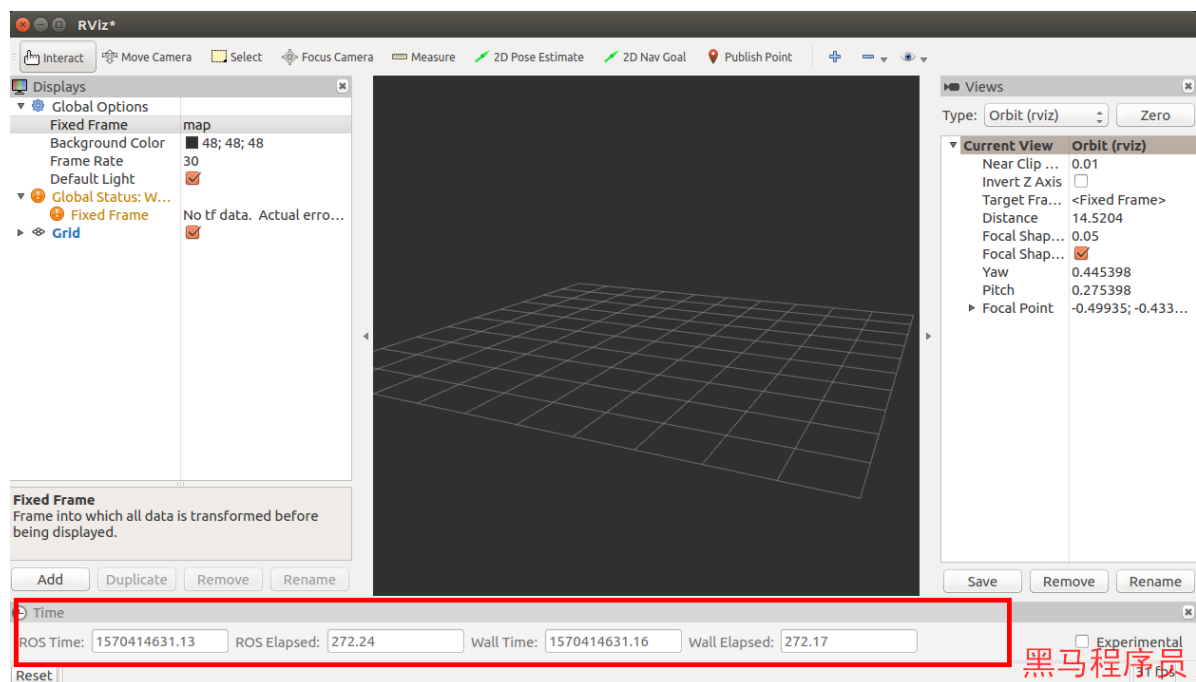 RViz*
Interact Move Camera Select Focus Camera Measure 2D Pose Estimate 2D Nav Goal Publish Point
Displays
Global Options
Fixed Frame map
Background Color 48; 48; 48
Frame Rate 30
Default Light
Global Status: W...
Fixed Frame No tf data. Actual erro...
Grid
Fixed Frame
Frame into which all data is transformed before
being displayed.
Add Duplicate Remove Rename
Views
Type: Orbit (rviz) Zero
Current View Orbit (rviz)
Near Clip ... 0.01
Invert Z Axis
Target Fra... <Fixed Frame>
Distance 14.5204
Focal Shap... 0.05
Focal Shap...
Yaw 0.445398
Pitch 0.275398
Focal Point -0.49935; -0.433...
Save Remove Rename
Time
ROS Time: 1570414631.13 ROS Elapsed: 272.24 Wall Time: 1570414631.16 Wall Elapsed: 272.17 Experimental
Reset 31 fps
黑马程序员